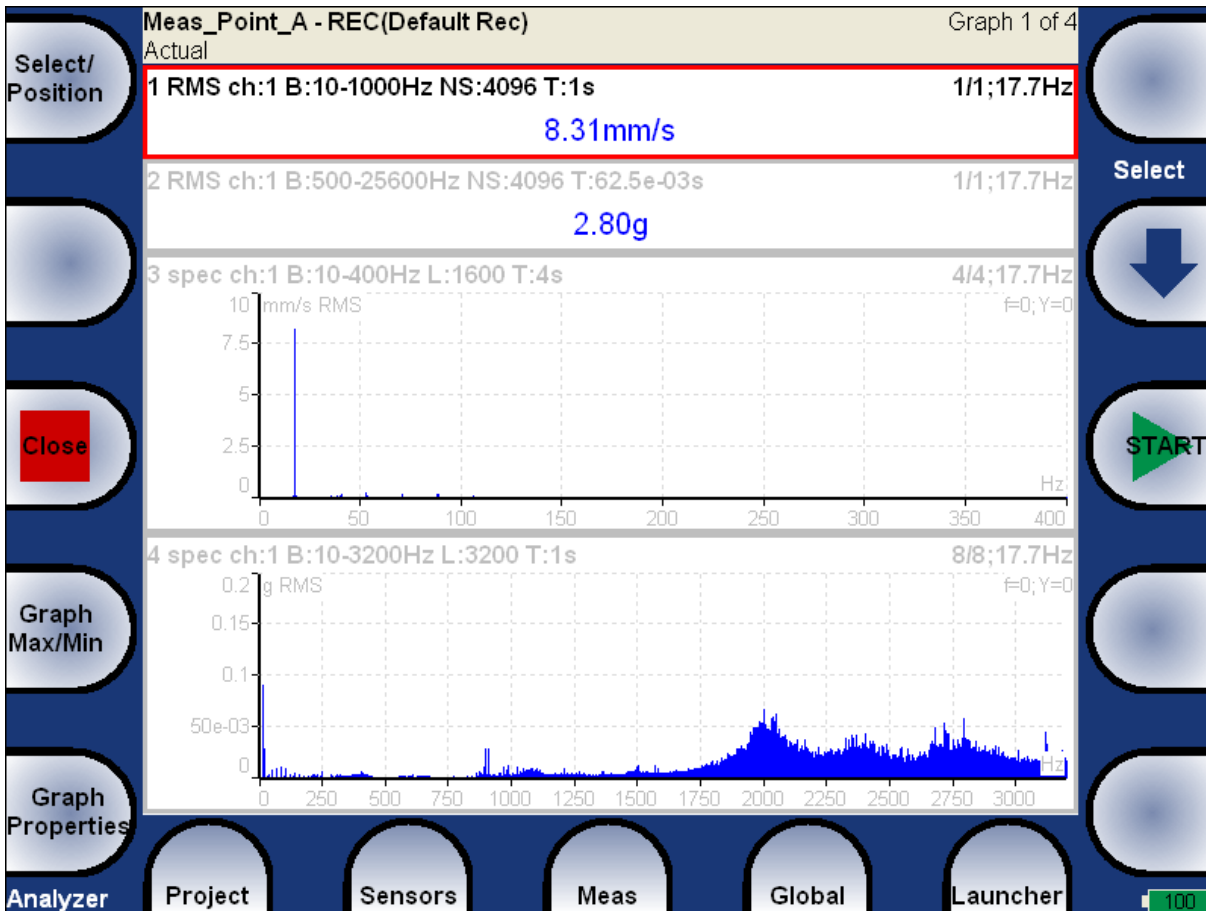 Meas_Point_A - REC(Default Rec)
Graph 1 of 4
Actual
Select/
Position
1 RMS ch:1 B:10-1000Hz NS:4096 T:1s
1/1;17.7Hz
8.31mm/s
Select
2 RMS ch:1 B:500-25600Hz NS:4096 T:62.5e-03s
1/1;17.7Hz
2.80g
3 spec ch:1 B:10-400Hz L:1600 T:4s
4/4;17.7Hz
10
mm/s RMS
f=0;Y=0
7.5
5
2.5
0
Hz
0 50 100 150 200 250 300 350 400
Close
START
4 spec ch:1 B:10-3200Hz L:3200 T:1s
8/8;17.7Hz
0.2
g RMS
f=0;Y=0
0.15
0.1
50e-03
0
Hz
0 250 500 750 1000 1250 1500 1750 2000 2250 2500 2750 3000
Graph
Max/Min
Graph
Properties
Analyzer
Project
Sensors
Meas
Global
Launcher
100